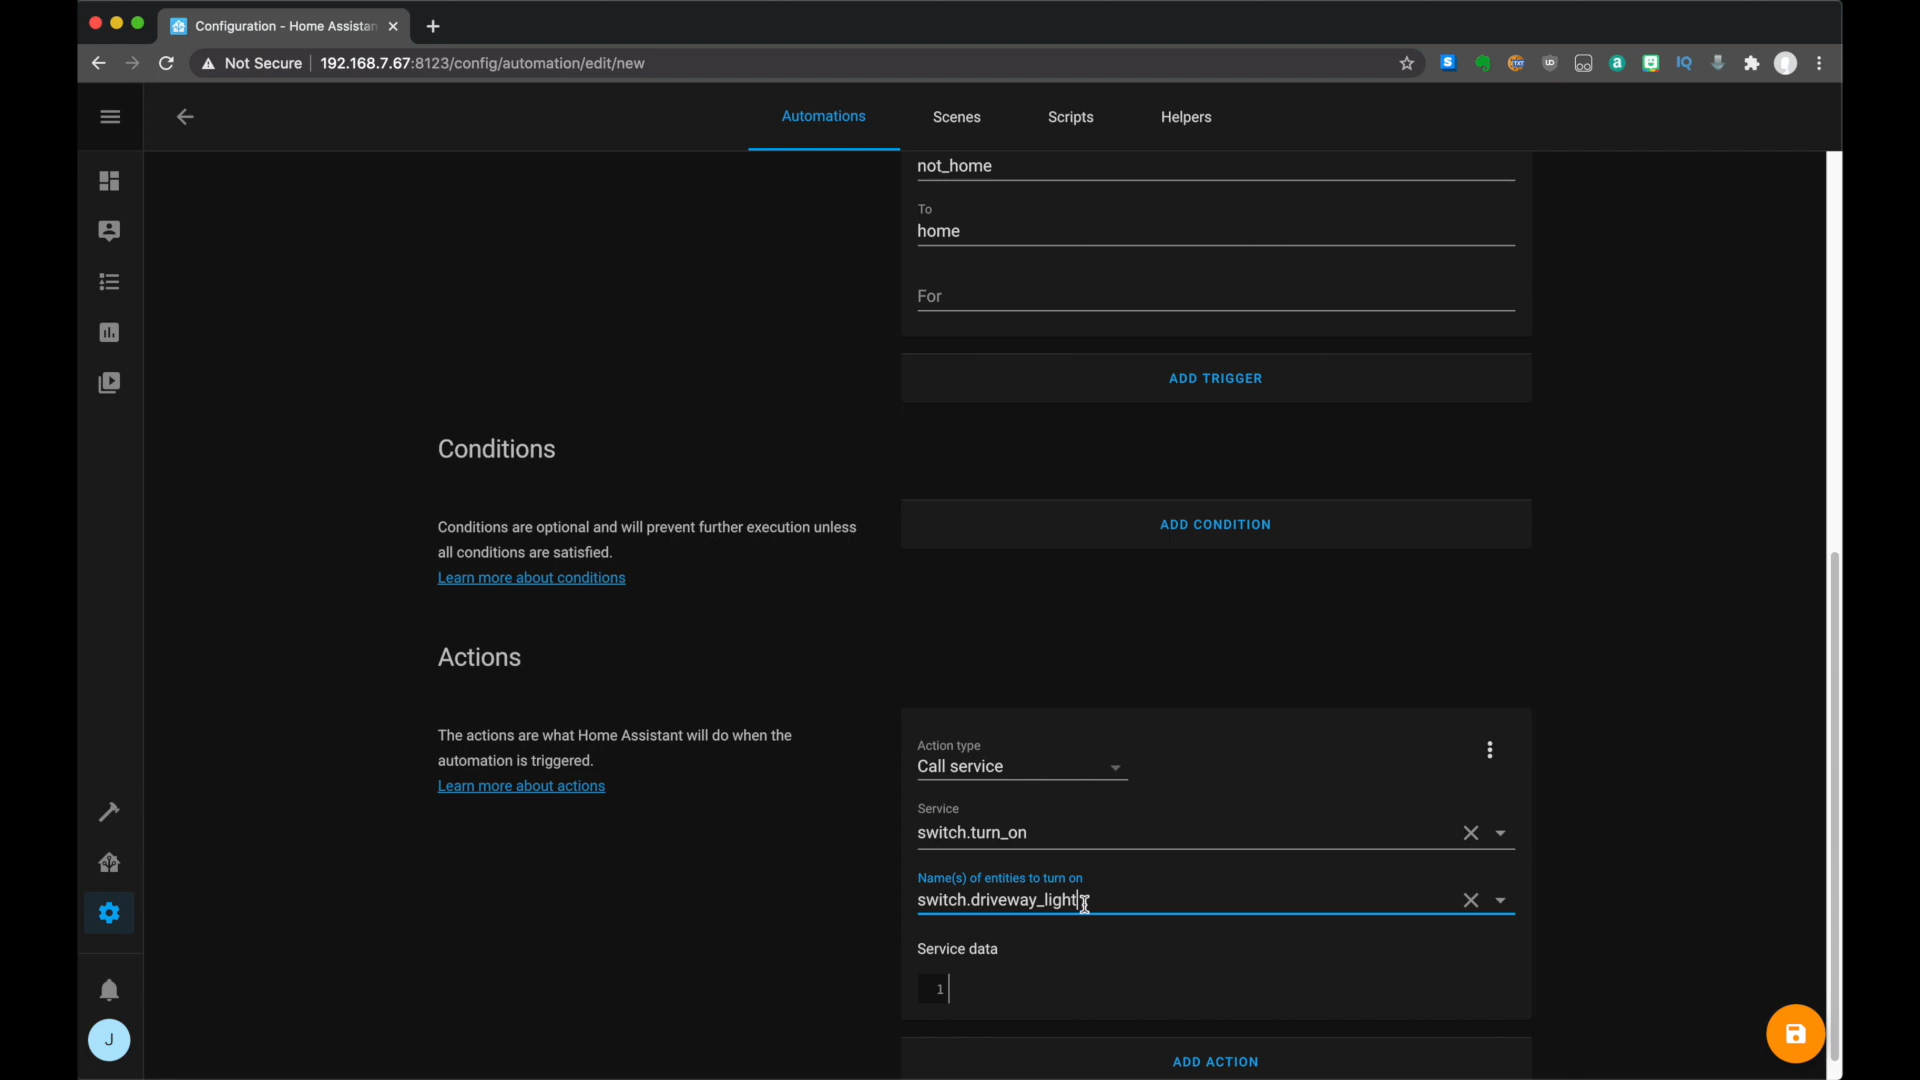 Configuration - Home Assistan
Not Secure
192.168.7.67:8123/config/automation/edit/new
Automations
Scenes
Scripts
Helpers
not_home
To
home
For
ADD TRIGGER
Conditions
Conditions are optional and will prevent further execution unless
all conditions are satisfied.
Learn more about conditions
ADD CONDITION
Actions
The actions are what Home Assistant will do when the
automation is triggered.
Learn more about actions
Action type
Call service
Service
switch.turn_on
Name(s) of entities to turn on
switch.driveway_light
Service data
1
ADD ACTION
J